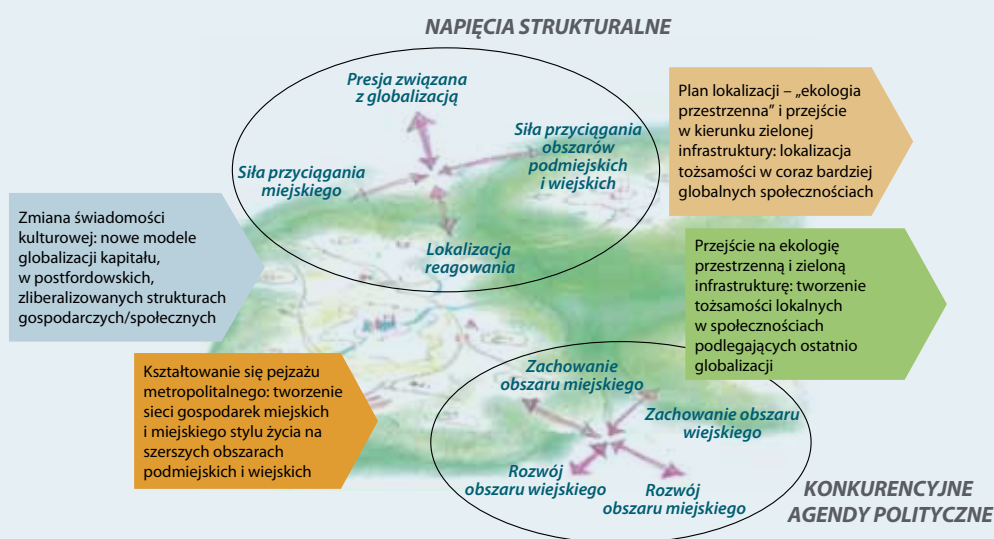 NAPIĘCIA STRUKTURALNE
Presja związana
z globalizacją
Siła przyciągania
obszarów
podmiejskich
i wiejskich
Siła przyciągania
miejskiego
Lokalizacja
reagowania
Plan lokalizacji – „ekologia
przestrzenna” i przejście
w kierunku zielonej
infrastruktury: lokalizacja
tożsamości w coraz bardziej
globalnych społecznościach
Zmiana świadomości
kulturowej: nowe modele
globalizacji kapitału,
w postfordowskich,
zliberalizowanych strukturach
gospodarczych/społecznych
Przejście na ekologię
przestrzenną i zieloną
infrastrukturę: tworzenie
tożsamości lokalnych
w społecznościach
podlegających ostatnio
globalizacji
Kształtowanie się pejzażu
metropolitalnego: tworzenie
sieci gospodarek miejskich
i miejskiego stylu życia na
szerszych obszarach
podmiejskich i wiejskich
Zachowanie
obszaru miejskiego
Zachowanie obszaru
wiejskiego
Rozwój
obszaru wiejskiego
Rozwój
obszaru miejskiego
KONKURENCYJNE
AGENDY POLITYCZNE